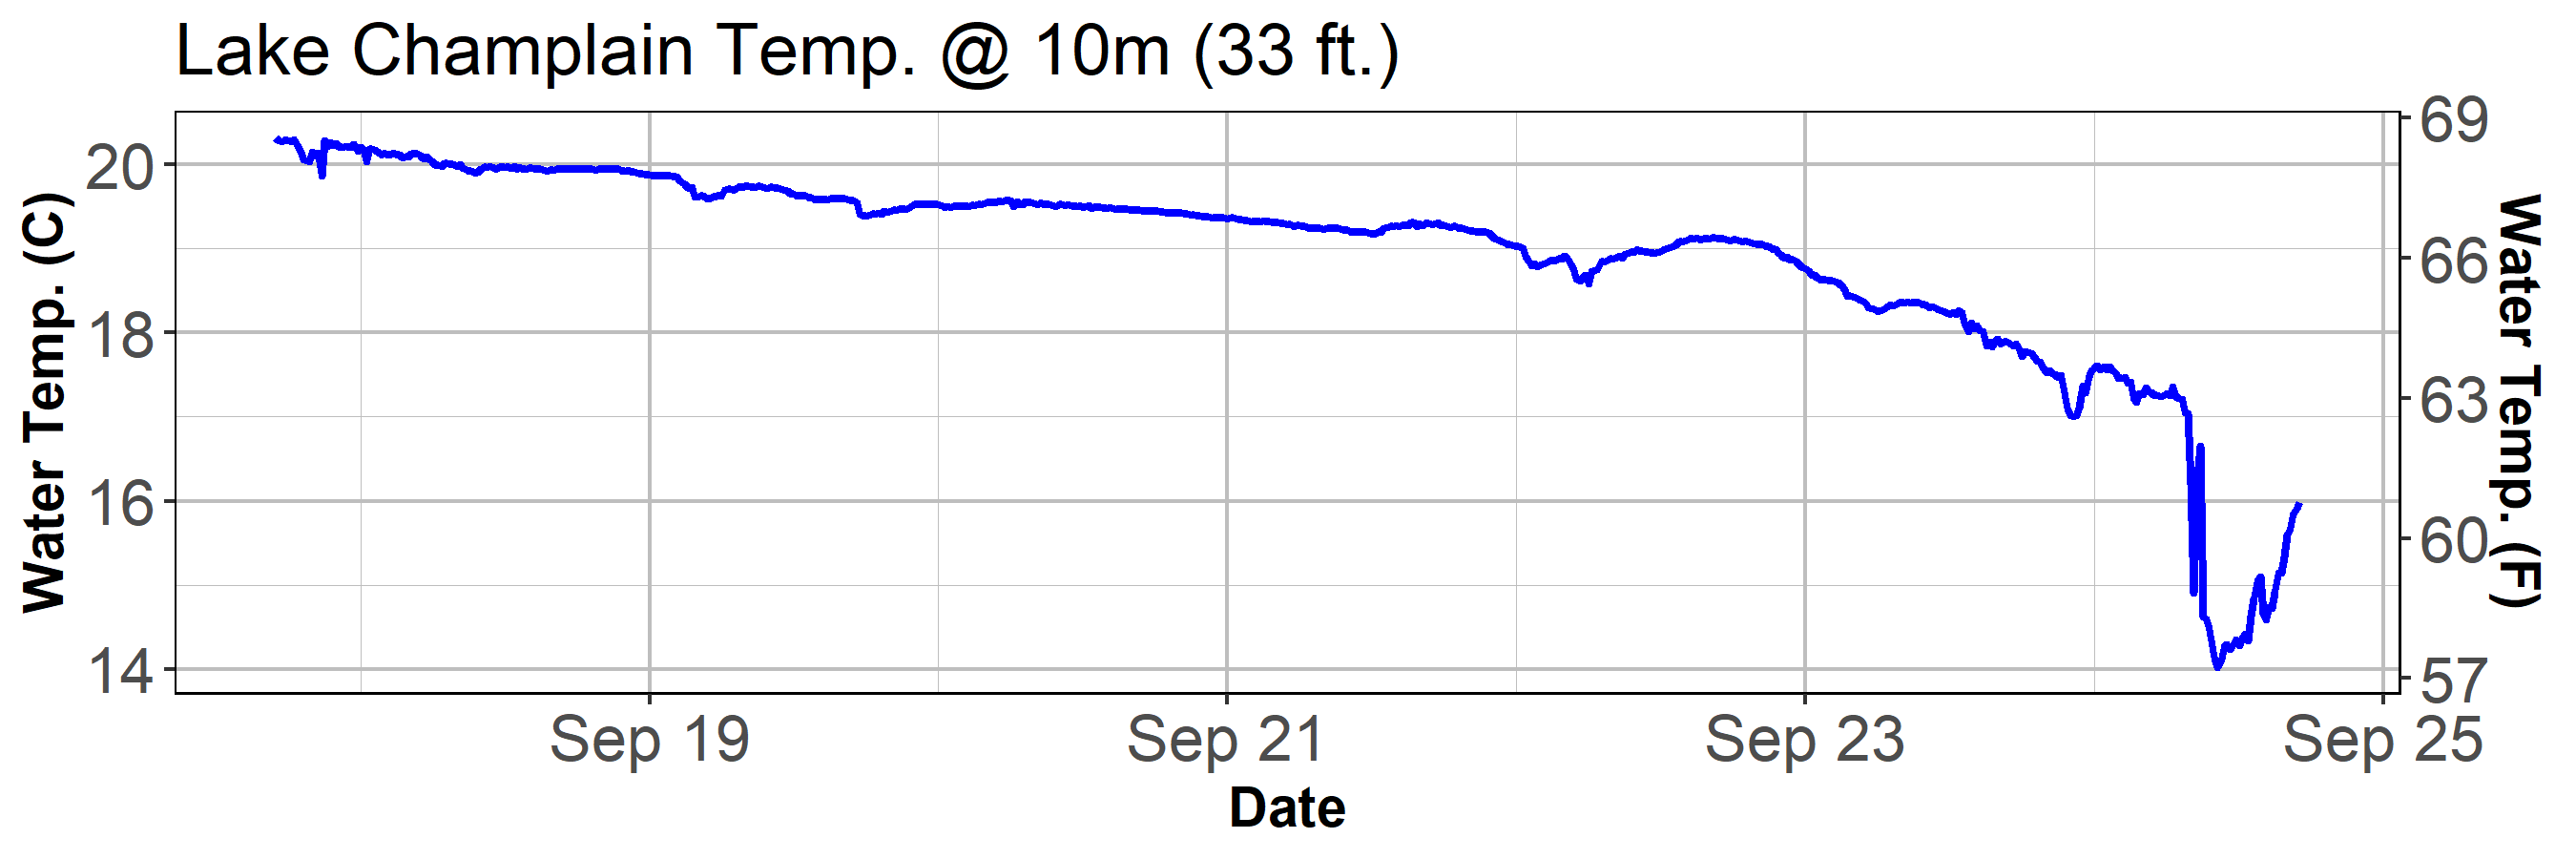 Lake Champlain Temp. @ 10m (33 ft.)
Water Temp. (C)
20
18
16
14
69
66
63
60
57
Water Temp. (F)
Sep 19 Sep 21 Sep 23 Sep 25
Date